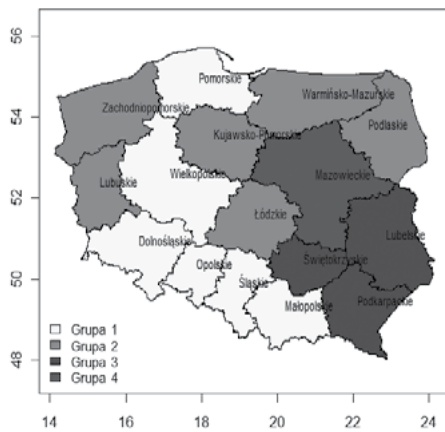 56
54
52
50
48
Pomorskie
Zachodniopomorskie
Warmińsko-Mazurskie
Podlaskie
Kujawsko-Pomorskie
Wielkopolskie
Mazowieckie
Lubuskie
Łódzkie
Lubelskie
Dolnośląskie
Opolskie
Świętokrzyskie
Śląskie
Małopolskie
Podkarpackie
Grupa 1
Grupa 2
Grupa 3
Grupa 4
14 16 18 20 22 24